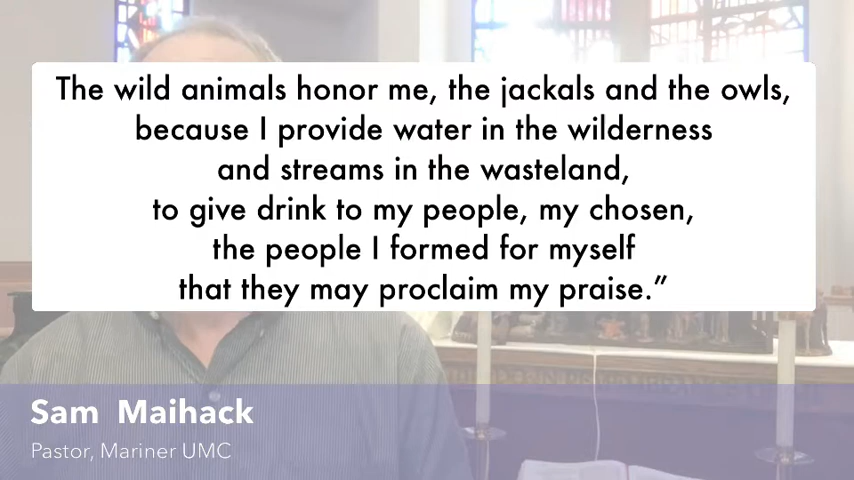 The wild animals honor me, the jackals and the owls,
because I provide water in the wilderness
and streams in the wasteland,
to give drink to my people, my chosen,
the people I formed for myself
that they may proclaim my praise.”
Sam Maihack
Pastor, Mariner UMC